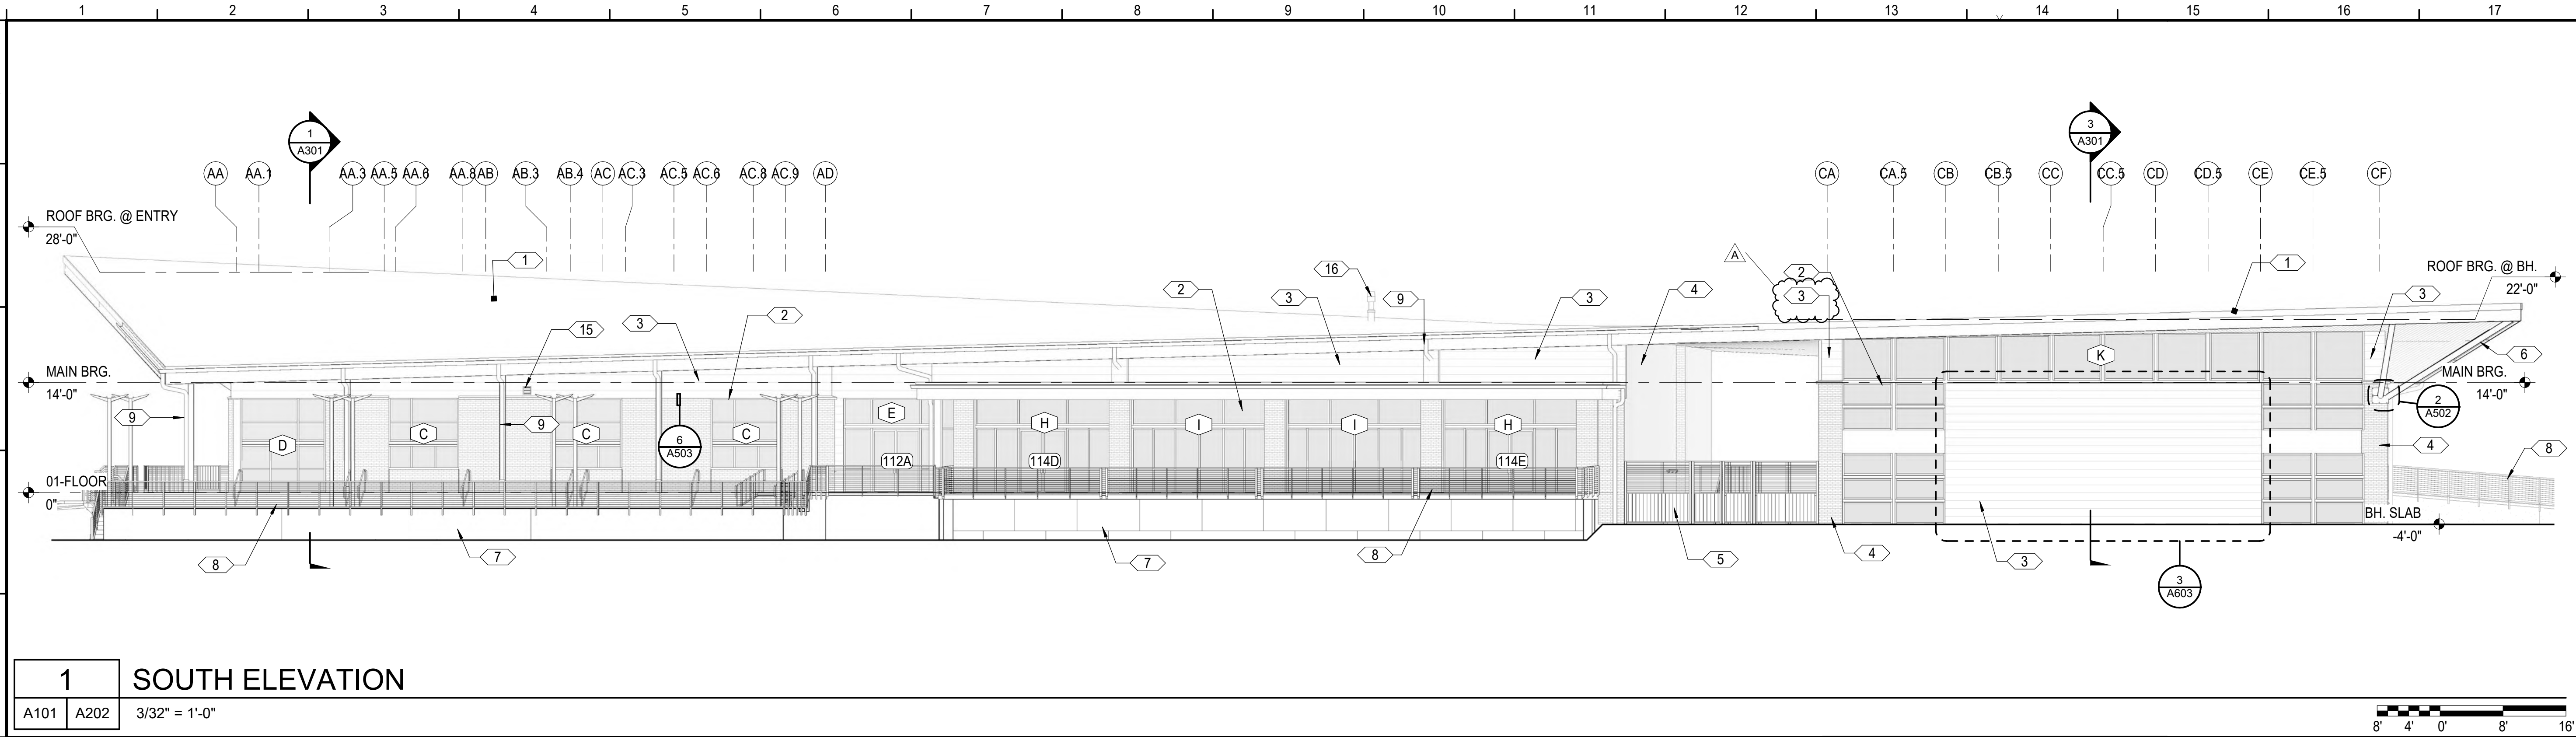 1 2 3 4 5 6 7 8 9 10 11 12 13 14 15 16 17
1
A301
3
A301
AA AA.1 AA.3 AA.5 AA.6 AA.8 AB AB.3 AB.4 AC AC.3 AC.5 AC.6 AC.8 AC.9 AD CA CA.5 CB CB.5 CC CC.5 CD CD.5 CE CE.5 CF
ROOF BRG. @ ENTRY
28'-0"
1
16
2
3
9
3
4
A
2
3
1
ROOF BRG. @ BH.
22'-0"
3
15
3
2
K
6
MAIN BRG.
14'-0"
MAIN BRG.
14'-0"
9
D
C
9
C
C
E
H
I
I
H
2
A502
6
A503
112A
114D
114E
4
8
01-FLOOR
0"
BH. SLAB
-4'-0"
8
7
7
8
5
4
3
3
A603
1
SOUTH ELEVATION
A101 A202
3/32" = 1'-0"
8' 4' 0' 8' 16'